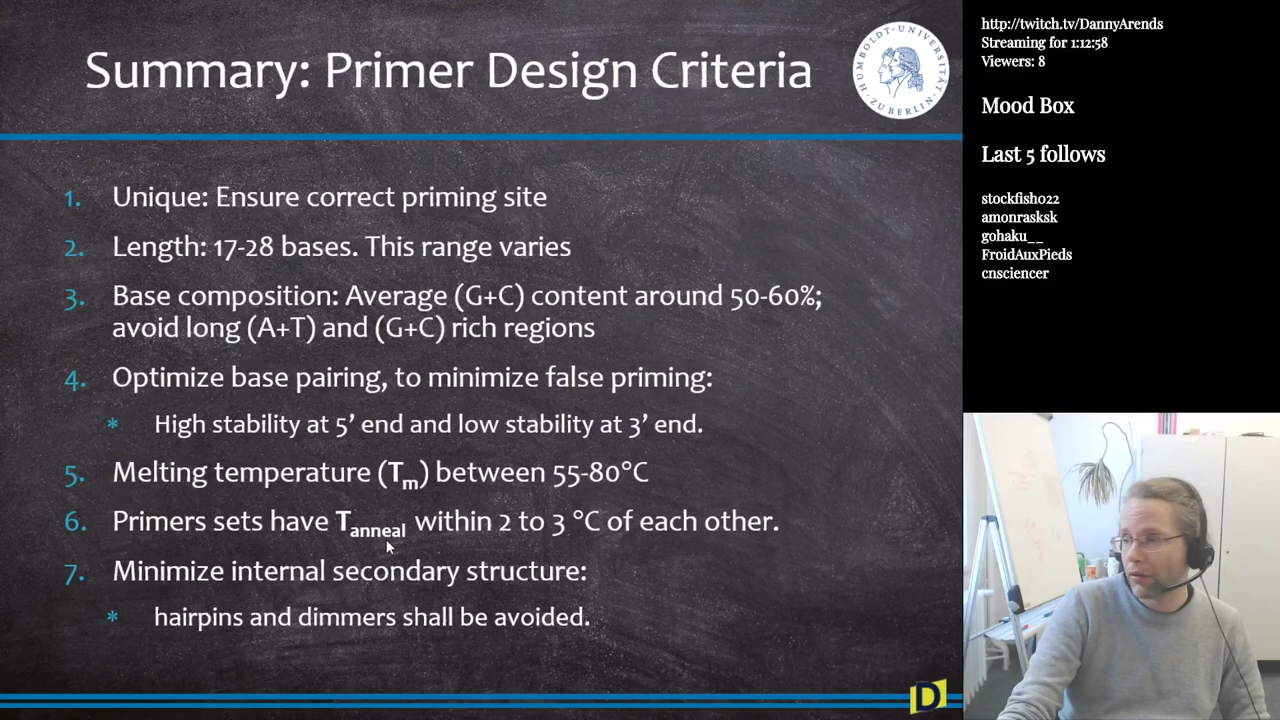 Summary: Primer Design Criteria
HUMBOLDT-UNIVERSITÄT ZU BERLIN
1. Unique: Ensure correct priming site
2. Length: 17-28 bases. This range varies
3. Base composition: Average (G+C) content around 50-60%;
avoid long (A+T) and (G+C) rich regions
4. Optimize base pairing, to minimize false priming:
* High stability at 5’ end and low stability at 3’ end.
5. Melting temperature (Tm) between 55-80°C
6. Primers sets have Tanneal within 2 to 3 °C of each other.
7. Minimize internal secondary structure:
* hairpins and dimmers shall be avoided.
D
http://twitch.tv/DannyArends
Streaming for 1:12:58
Viewers: 8
Mood Box
Last 5 follows
stockfish022
amonrasksk
gohaku__
FroidAuxPieds
cnsciencer